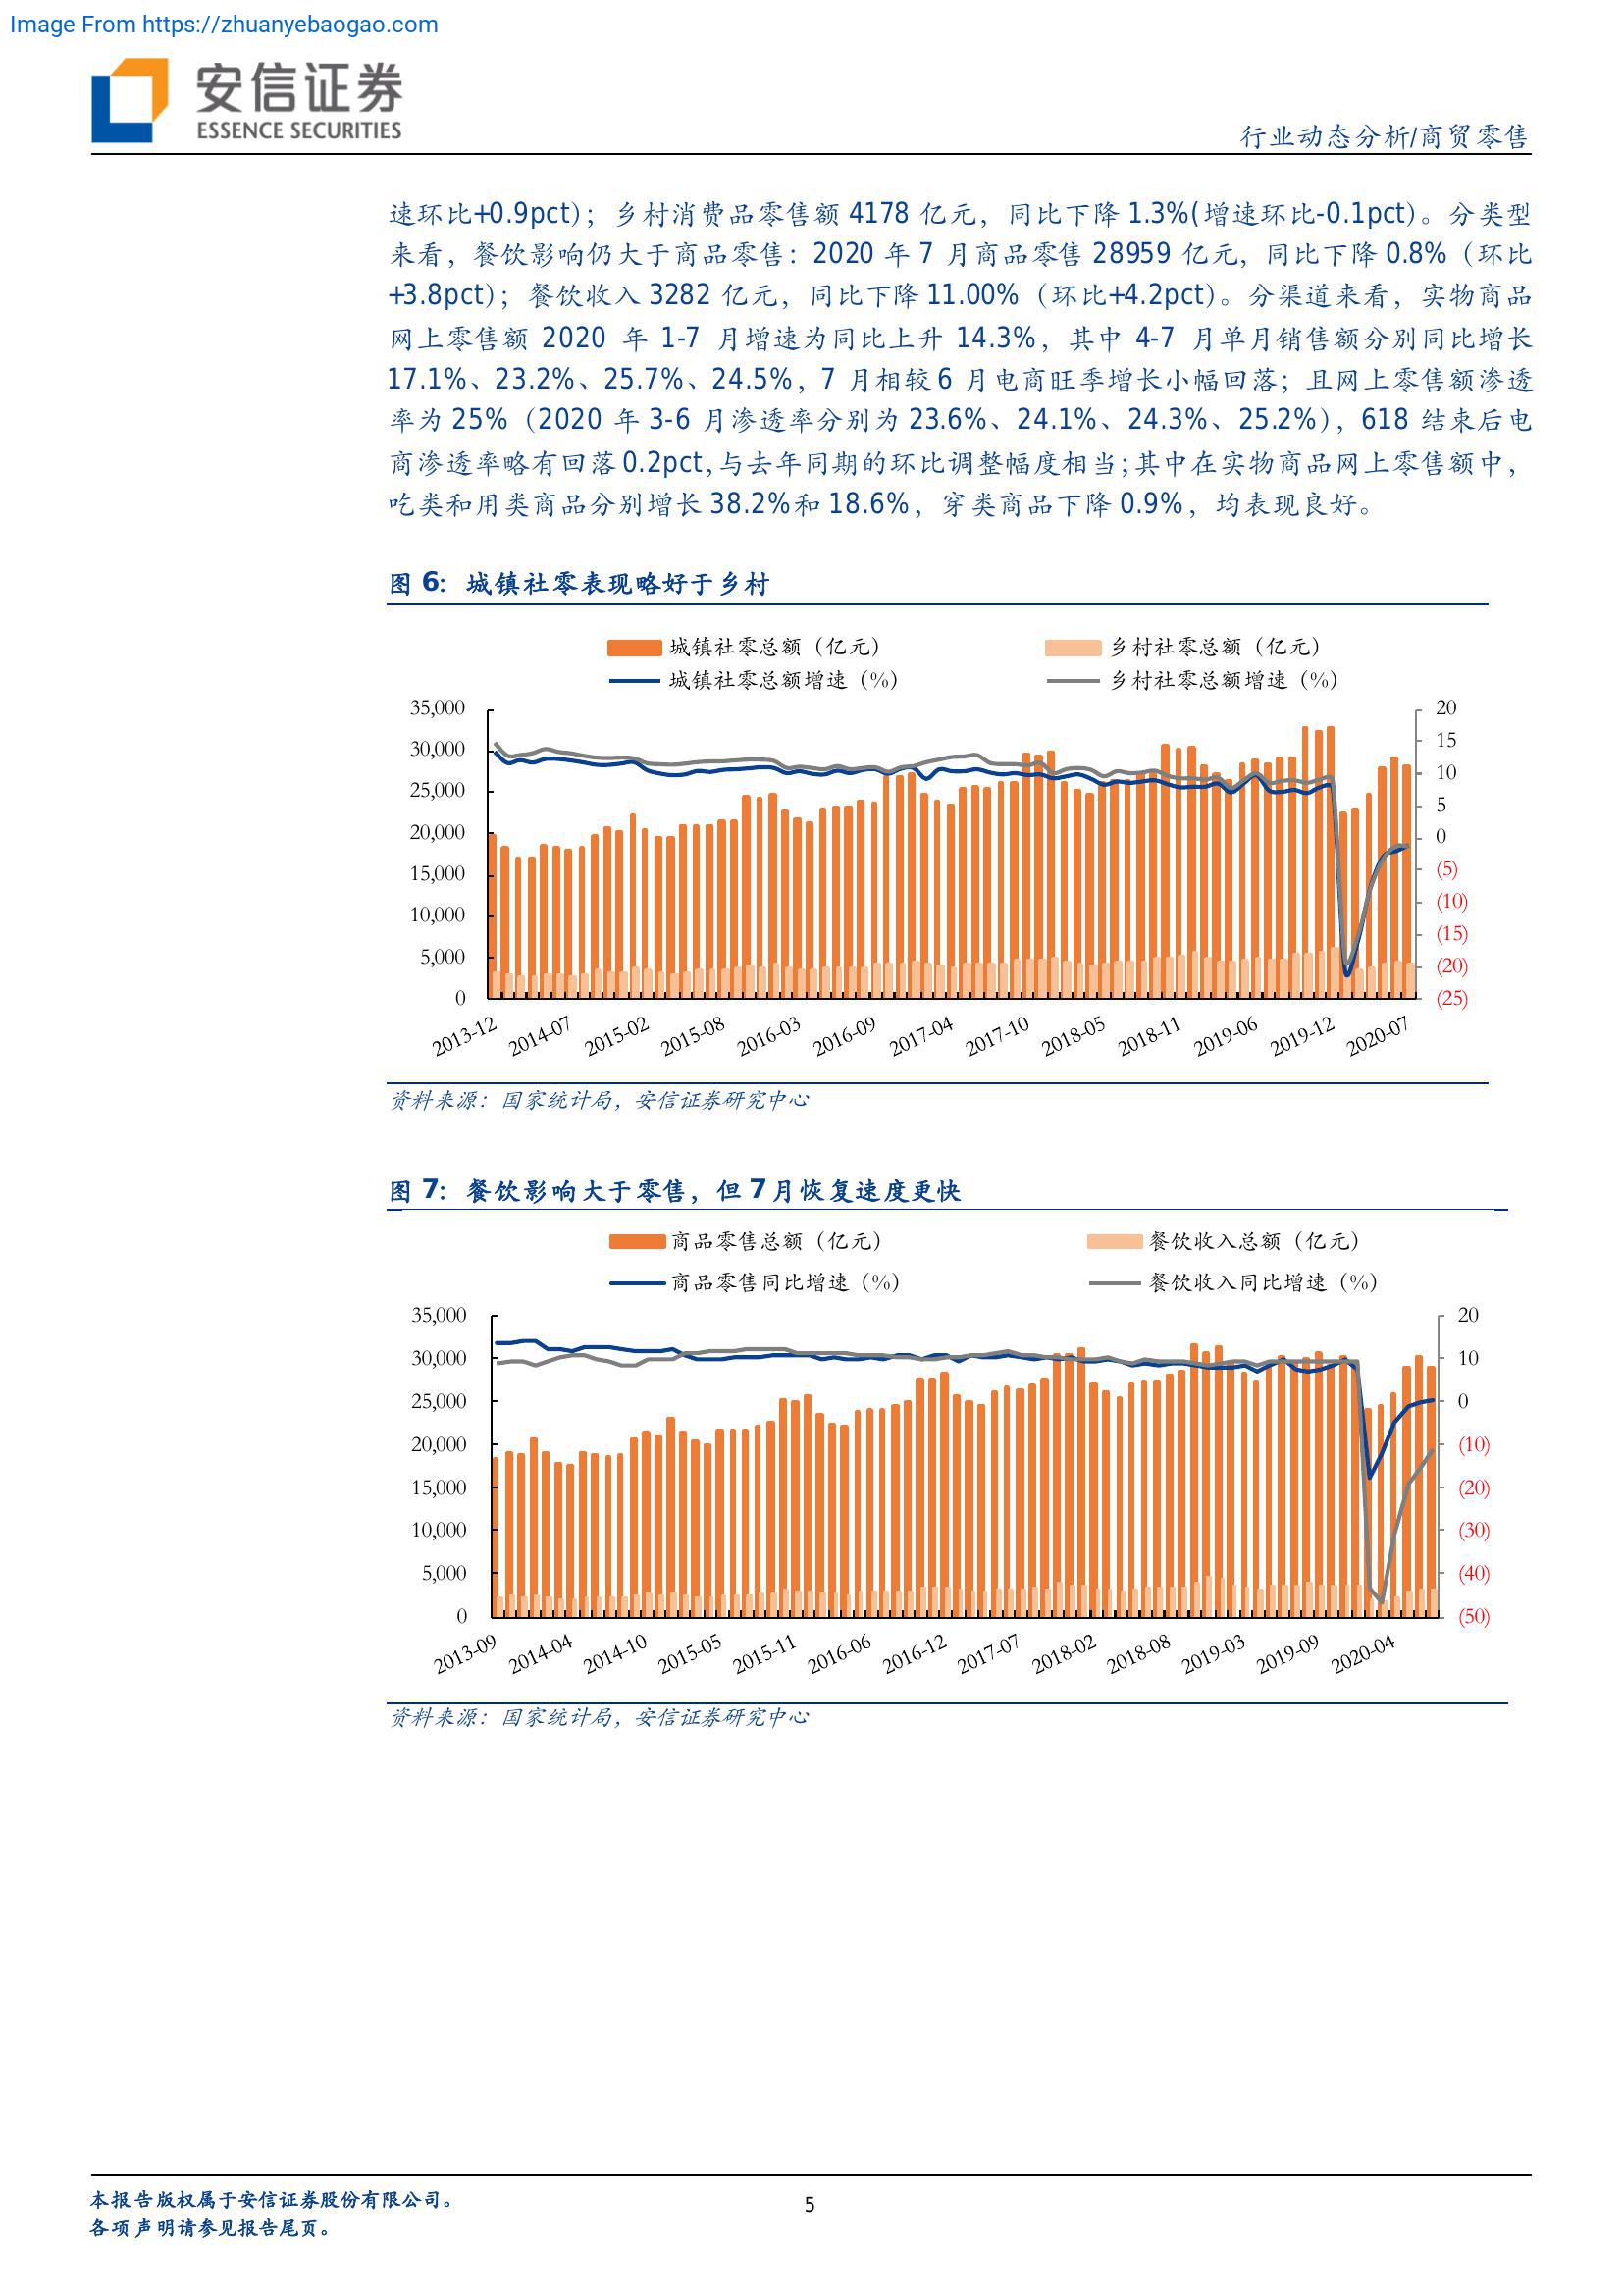 Image From https://zhuanyebaogao.com
安信证券
ESSENCE SECURITIES
行业动态分析/商贸零售
速环比+0.9pct)；乡村消费品零售额 4178 亿元，同比下降 1.3%(增速环比-0.1pct)。分类型
来看，餐饮影响仍大于商品零售：2020 年 7 月商品零售 28959 亿元，同比下降 0.8%（环比
+3.8pct)；餐饮收入 3282 亿元，同比下降 11.00%（环比+4.2pct)。分渠道来看，实物商品
网上零售额 2020 年 1-7 月增速为同比上升 14.3%，其中 4-7 月单月销售额分别同比增长
17.1%、23.2%、25.7%、24.5%，7 月相较 6 月电商旺季增长小幅回落；且网上零售额渗透
率为 25%（2020 年 3-6 月渗透率分别为 23.6%、24.1%、24.3%、25.2%)，618 结束后电
商渗透率略有回落 0.2pct,与去年同期的环比调整幅度相当;其中在实物商品网上零售额中，
吃类和用类商品分别增长 38.2%和 18.6%，穿类商品下降 0.9%，均表现良好。
图 6：城镇社零表现略好于乡村
城镇社零总额（亿元） 乡村社零总额（亿元）
城镇社零总额增速（%） 乡村社零总额增速（%）
35,000 20
30,000 15
25,000 10
20,000 5
15,000 0
10,000 (5)
5,000 (10)
0 (15)
(20)
(25)
2013-12 2014-07 2015-02 2015-08 2016-03 2016-09 2017-04 2017-10 2018-05 2018-11 2019-06 2019-12 2020-07
资料来源：国家统计局，安信证券研究中心
图 7：餐饮影响大于零售，但 7 月恢复速度更快
商品零售总额（亿元） 餐饮收入总额（亿元）
商品零售同比增速（%） 餐饮收入同比增速（%）
35,000 20
30,000 10
25,000 0
20,000 (10)
15,000 (20)
10,000 (30)
5,000 (40)
0 (50)
2013-09 2014-04 2014-10 2015-05 2015-11 2016-06 2016-12 2017-07 2018-02 2018-08 2019-03 2019-09 2020-04
资料来源：国家统计局，安信证券研究中心
本报告版权属于安信证券股份有限公司。
各项声明请参见报告尾页。
5